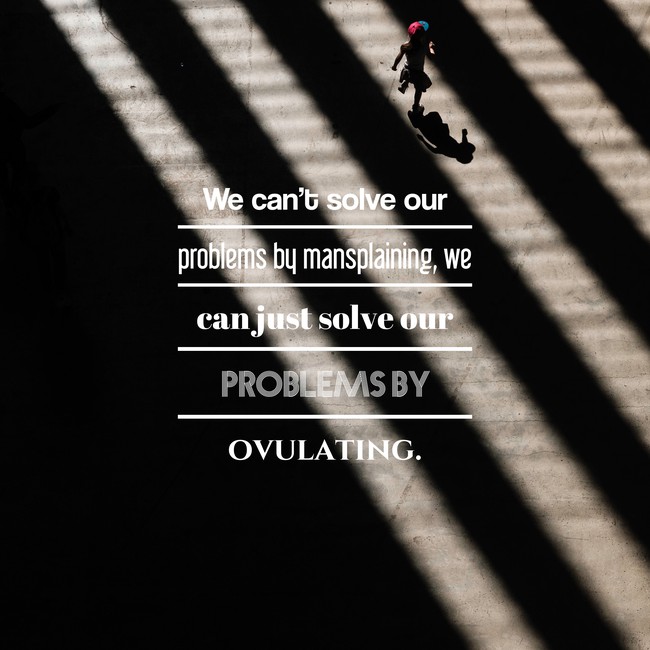 We can't solve our
problems by mansplaining, we
can just solve our
PROBLEMS BY
OVULATING.